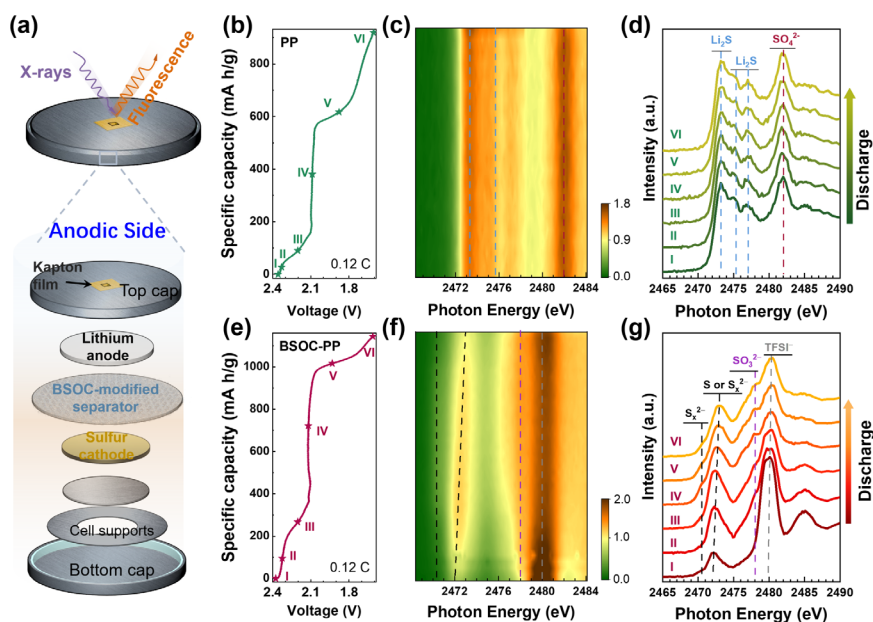 (a)
X-rays
Fluorescence
Anodic Side
Kapton
film
Top cap
Lithium
anode
BSOC-modified
separator
Sulfur
cathode
Cell supports
Bottom cap
(b)
PP
VI
V
IV
III
II
I
0.12 C
Specific capacity (mA h/g)
800
600
400
200
0
2.4 2.1 1.8
Voltage (V)
(c)
1.8
0.9
0.0
2472 2476 2480 2484
Photon Energy (eV)
(d)
Li₂S
Li₂S
SO₄²⁻
VI
V
IV
III
II
I
Intensity (a.u.)
Discharge
2465 2470 2475 2480 2485 2490
Photon Energy (eV)
(e)
BSOC-PP
VI
V
IV
III
II
I
0.12 C
Specific capacity (mA h/g)
1000
800
600
400
200
0
2.4 2.1 1.8
Voltage (V)
(f)
2.0
1.0
0.0
2472 2476 2480 2484
Photon Energy (eV)
(g)
TFSI⁻
SO₃²⁻
S or Sₓ²⁻
Sₓ²⁻
VI
V
IV
III
II
I
Intensity (a.u.)
Discharge
2465 2470 2475 2480 2485 2490
Photon Energy (eV)